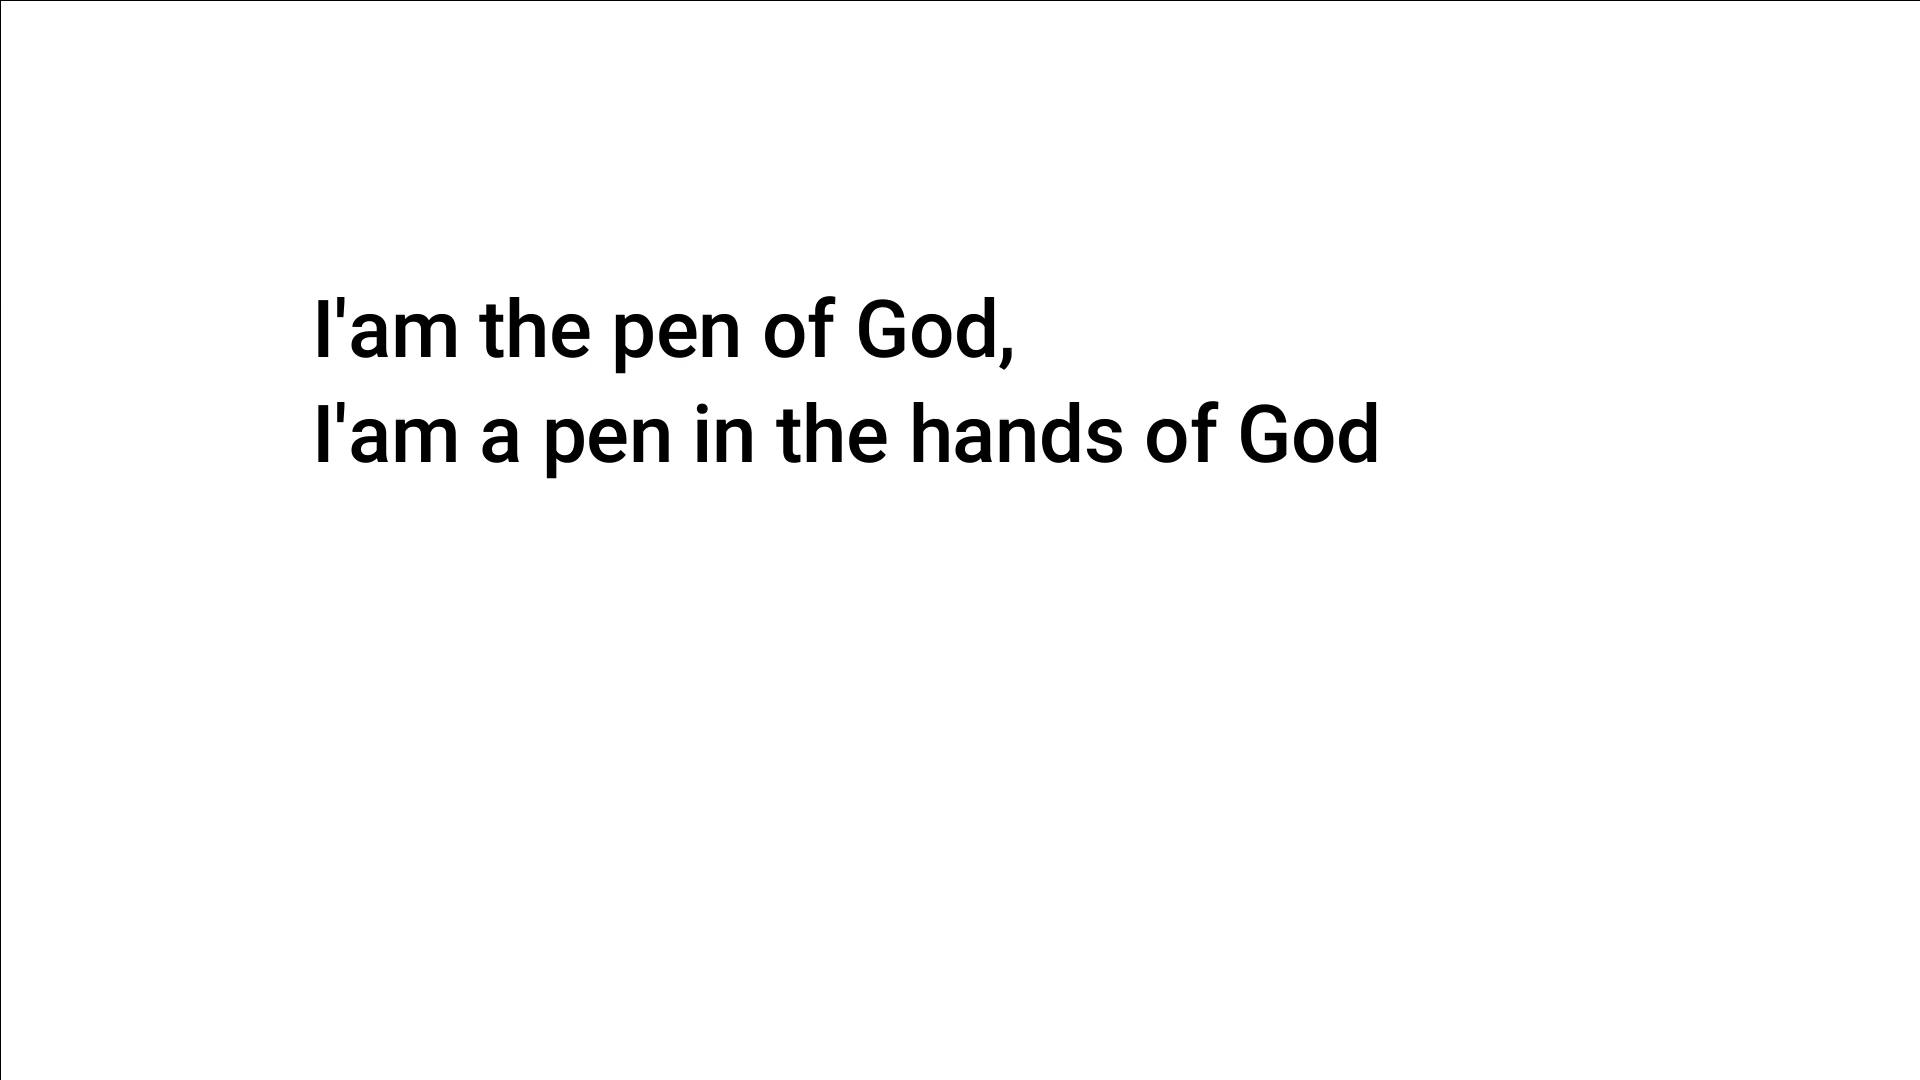 I'am the pen of God,
I'am a pen in the hands of God